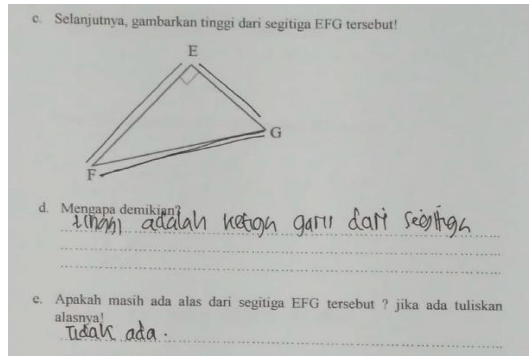 c. Selanjutnya, gambarkan tinggi dari segitiga EFG tersebut!
E
G
F
d. Mengapa demikian?
tinggi adalah ketiga garis dari segitiga
e. Apakah masih ada alas dari segitiga EFG tersebut ? jika ada tuliskan
alasnya!
Tidak ada.